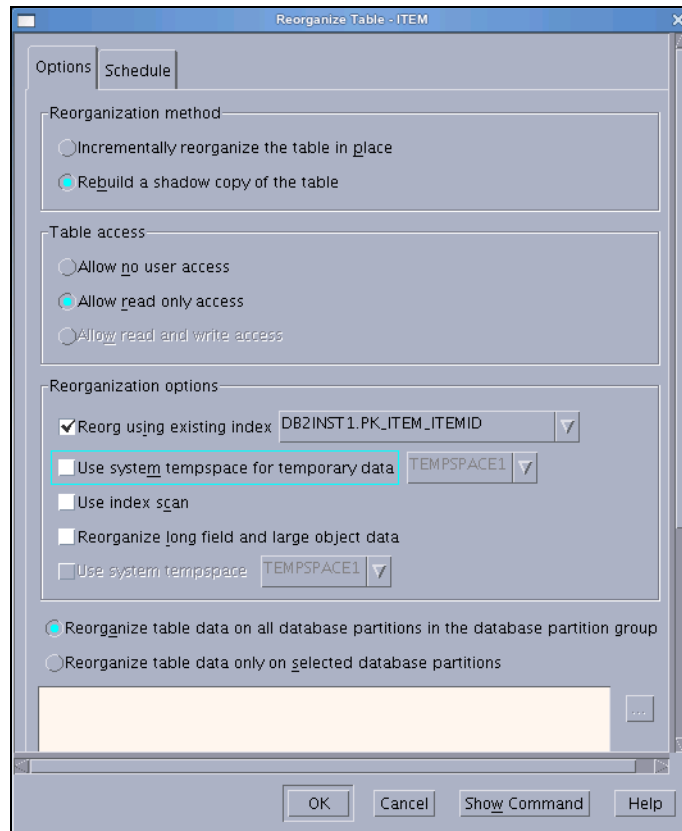 Reorganize Table - ITEM
Options Schedule
Reorganization method
Incrementally reorganize the table in place
Rebuild a shadow copy of the table
Table access
Allow no user access
Allow read only access
Allow read and write access
Reorganization options
Reorg using existing index DB2INST1.PK_ITEM_ITEMID
Use system tempspace for temporary data TEMPSPACE1
Use index scan
Reorganize long field and large object data
Use system tempspace TEMPSPACE1
Reorganize table data on all database partitions in the database partition group
Reorganize table data only on selected database partitions
...
OK Cancel Show Command Help